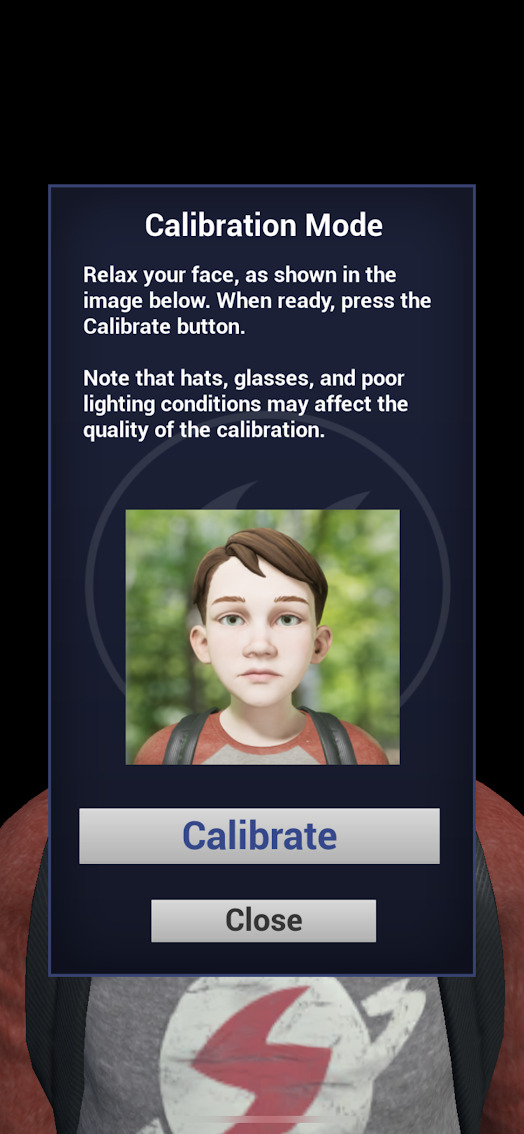 Calibration Mode
Relax your face, as shown in the
image below. When ready, press the
Calibrate button.
Note that hats, glasses, and poor
lighting conditions may affect the
quality of the calibration.
Calibrate
Close